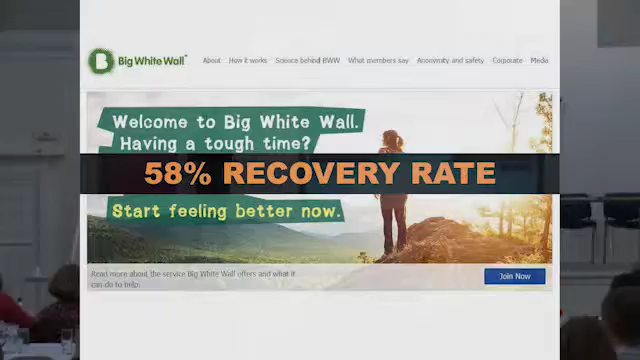 B Big White Wall™
About How it works Science behind BWW What members say Anonymity and safety Corporate Media
Welcome to Big White Wall.
Having a tough time?
58% RECOVERY RATE
Start feeling better now.
Read more about the service Big White Wall offers and what it
can do to help.
Join Now